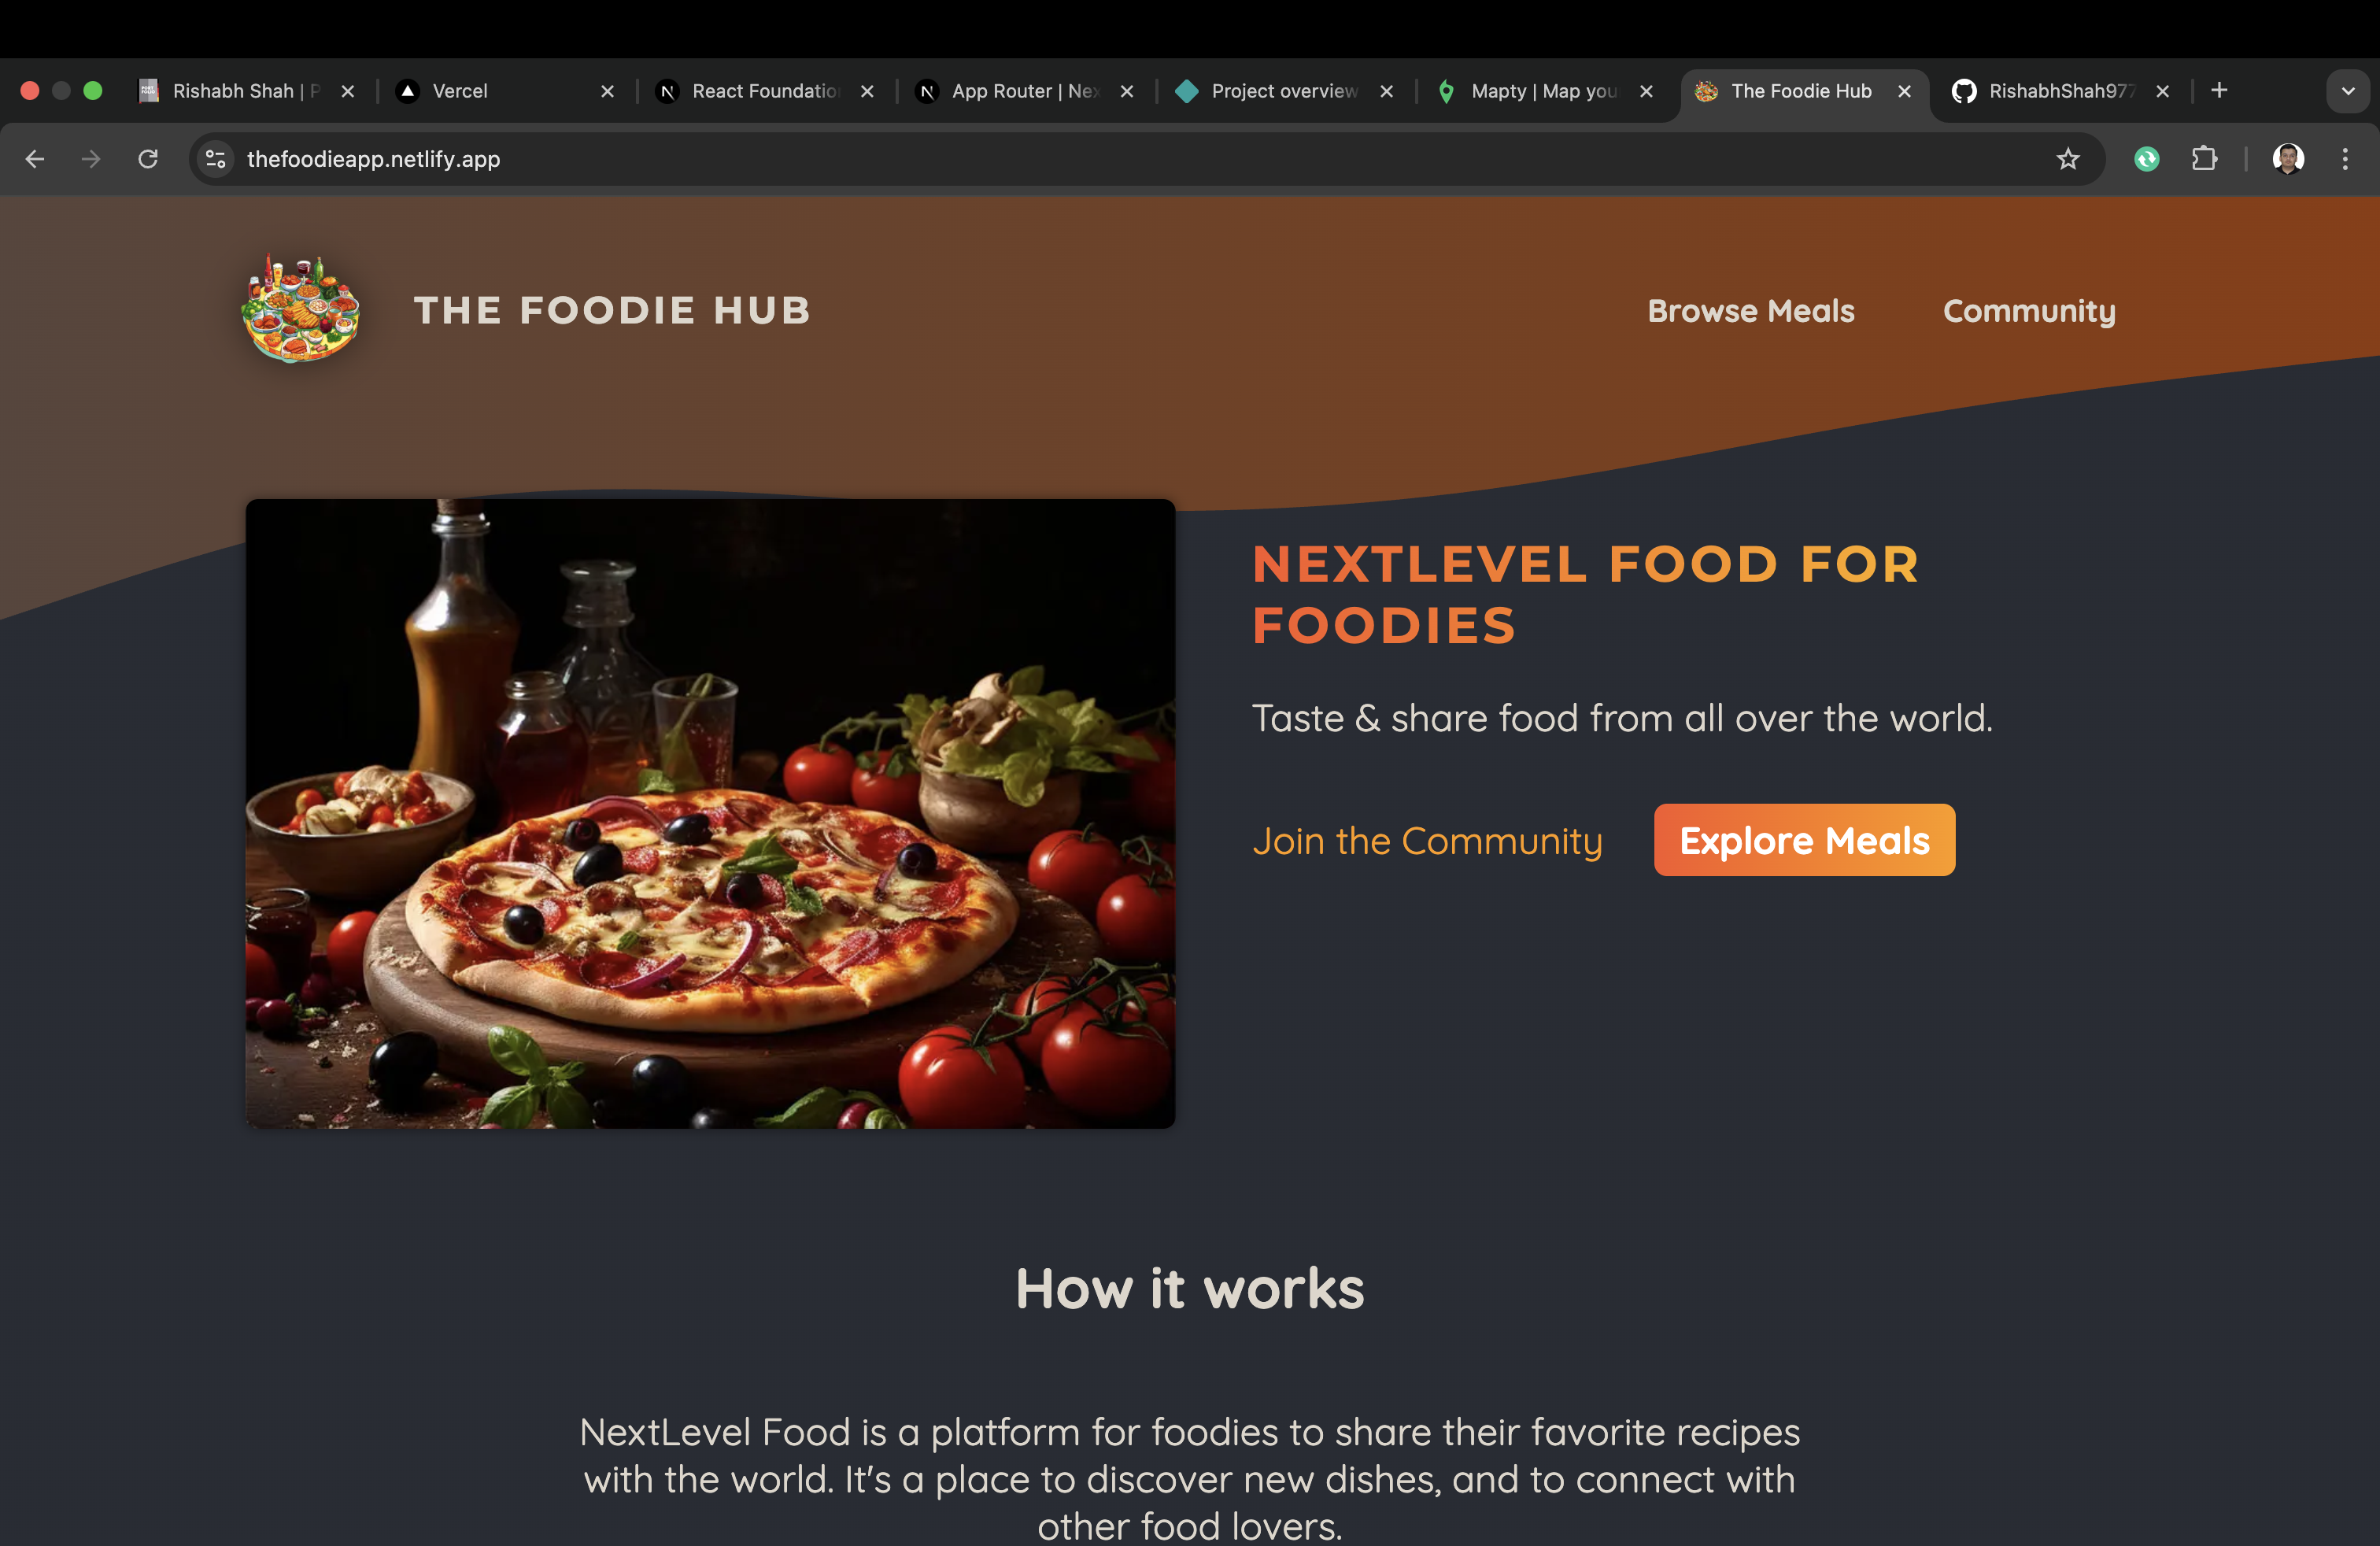 Rishabh Shah | P
Vercel
React Foundatio
App Router | Nex
Project overview
Mapty | Map you
The Foodie Hub
RishabhShah977
thefoodieapp.netlify.app
THE FOODIE HUB
Browse Meals
Community
NEXTLEVEL FOOD FOR
FOODIES
Taste & share food from all over the world.
Join the Community
Explore Meals
How it works
NextLevel Food is a platform for foodies to share their favorite recipes
with the world. It's a place to discover new dishes, and to connect with
other food lovers.